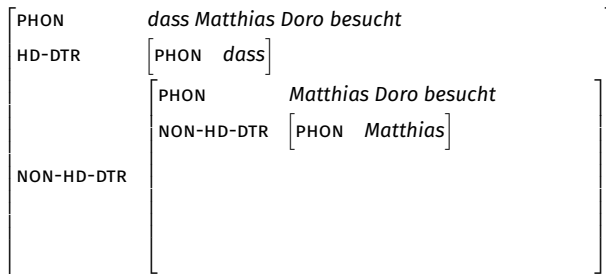 PHON dass Matthias Doro besucht
HD-DTR [PHON dass]
PHON Matthias Doro besucht
NON-HD-DTR [PHON Matthias]
NON-HD-DTR